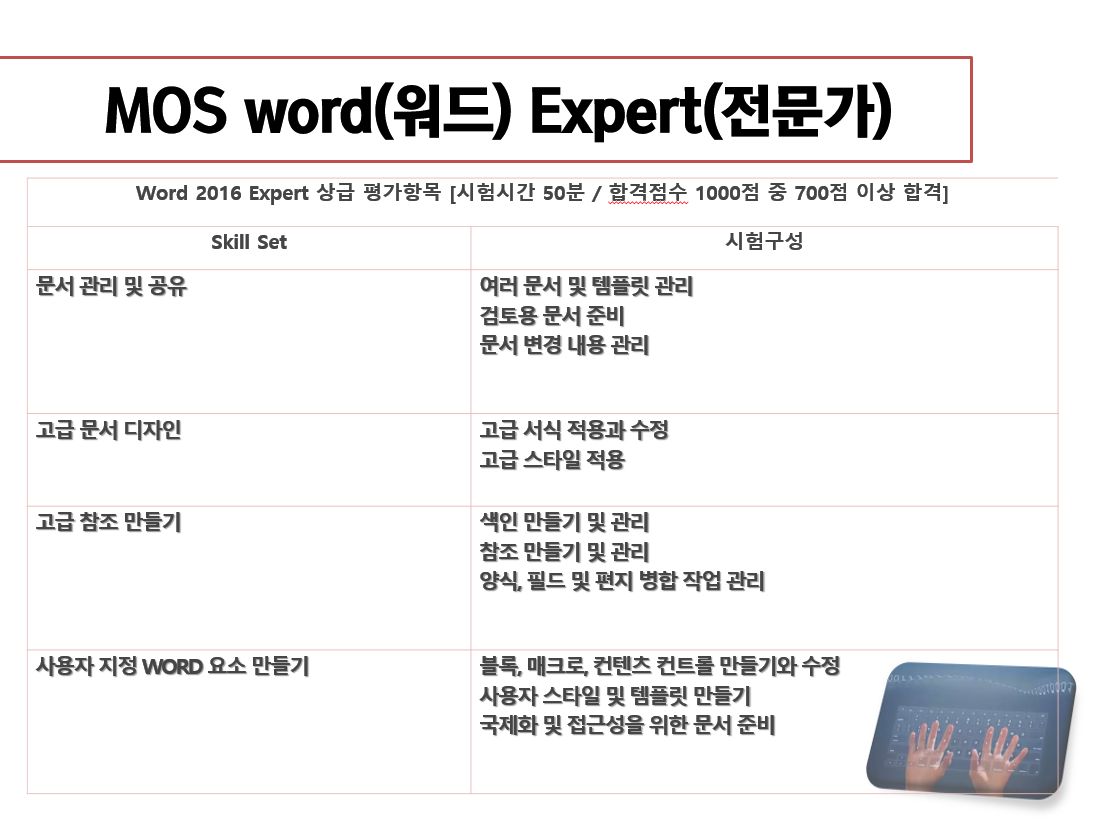 MOS word(워드) Expert(전문가)
Word 2016 Expert 상급 평가항목 [시험시간 50분 / 합격점수 1000점 중 700점 이상 합격]
Skill Set
시험구성
문서 관리 및 공유
여러 문서 및 템플릿 관리
검토용 문서 준비
문서 변경 내용 관리
고급 문서 디자인
고급 서식 적용과 수정
고급 스타일 적용
고급 참조 만들기
색인 만들기 및 관리
참조 만들기 및 관리
양식, 필드 및 편지 병합 작업 관리
사용자 지정 WORD 요소 만들기
블록, 매크로, 컨텐츠 컨트롤 만들기와 수정
사용자 스타일 및 템플릿 만들기
국제화 및 접근성을 위한 문서 준비